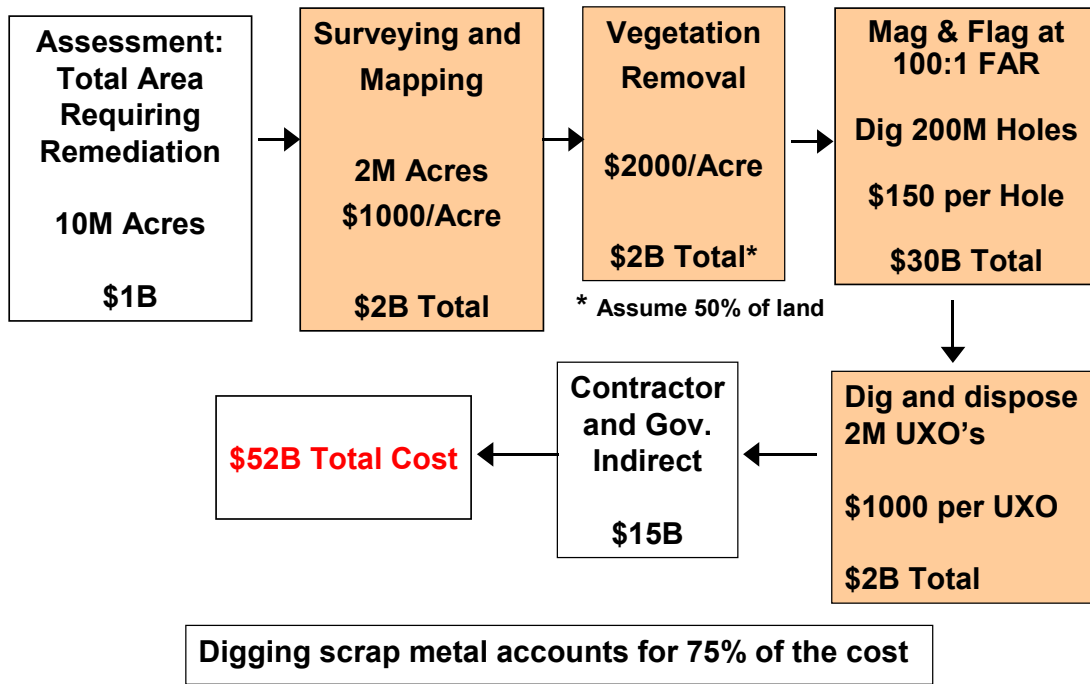 Assessment:
Total Area
Requiring
Remediation
10M Acres
$1B
Surveying and
Mapping
2M Acres
$1000/Acre
$2B Total
Vegetation
Removal
$2000/Acre
$2B Total*
* Assume 50% of land
Mag & Flag at
100:1 FAR
Dig 200M Holes
$150 per Hole
$30B Total
Dig and dispose
2M UXO's
$1000 per UXO
$2B Total
Contractor
and Gov.
Indirect
$15B
$52B Total Cost
Digging scrap metal accounts for 75% of the cost